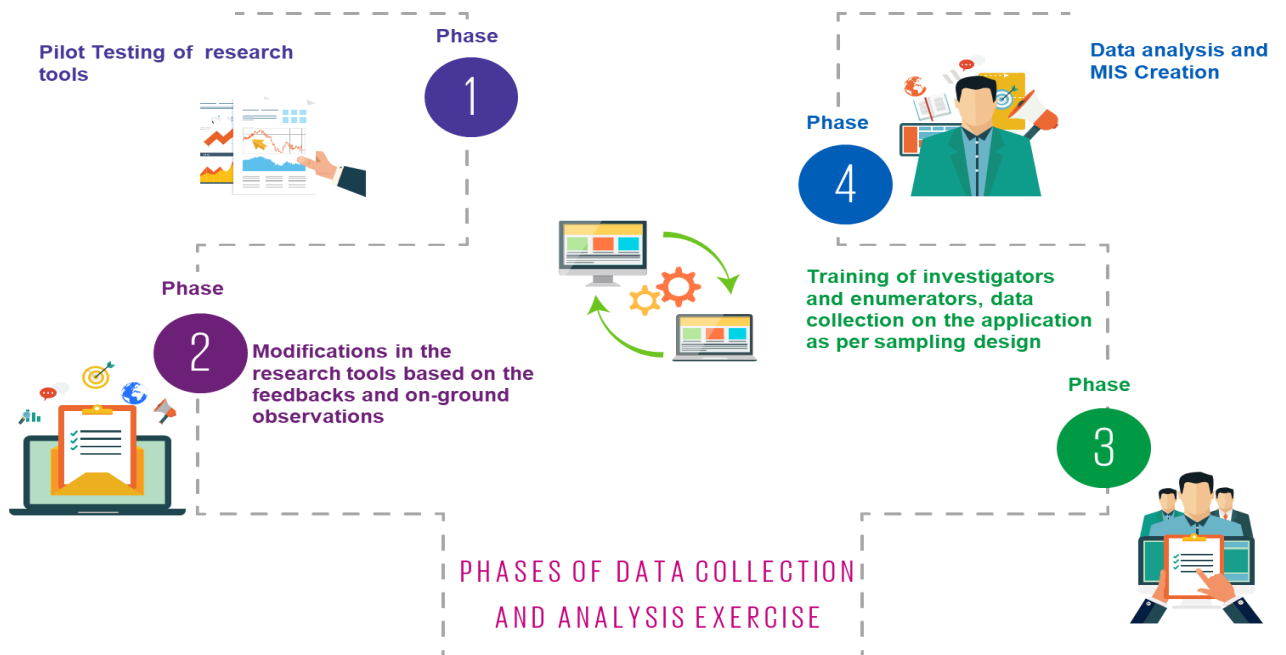 Phase
1
Pilot Testing of research
tools
Phase
2
Modifications in the
research tools based on the
feedbacks and on-ground
observations
Phase
3
Training of investigators
and enumerators, data
collection on the application
as per sampling design
Phase
4
Data analysis and
MIS Creation
PHASES OF DATA COLLECTION
AND ANALYSIS EXERCISE